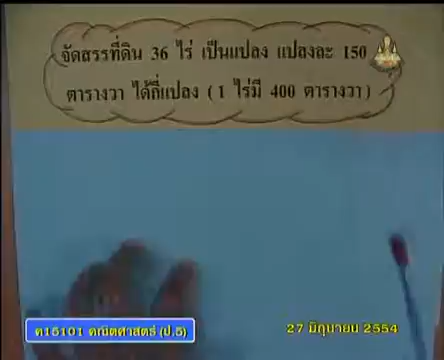 จัดสรรที่ดิน 36 ไร่ เป็นแปลง แปลงละ 150
ตารางวา ได้กี่แปลง ( 1 ไร่มี 400 ตารางวา )
ค15101 คณิตศาสตร์ (ป.5)
27 มิถุนายน 2554